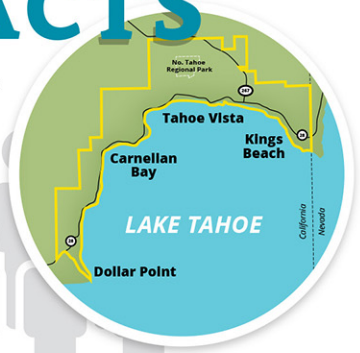 ACTS
No. Tahoe
Regional Park
267
Tahoe Vista
28
Kings
Beach
Carnelian
Bay
LAKE TAHOE
California
Nevada
28
Dollar Point